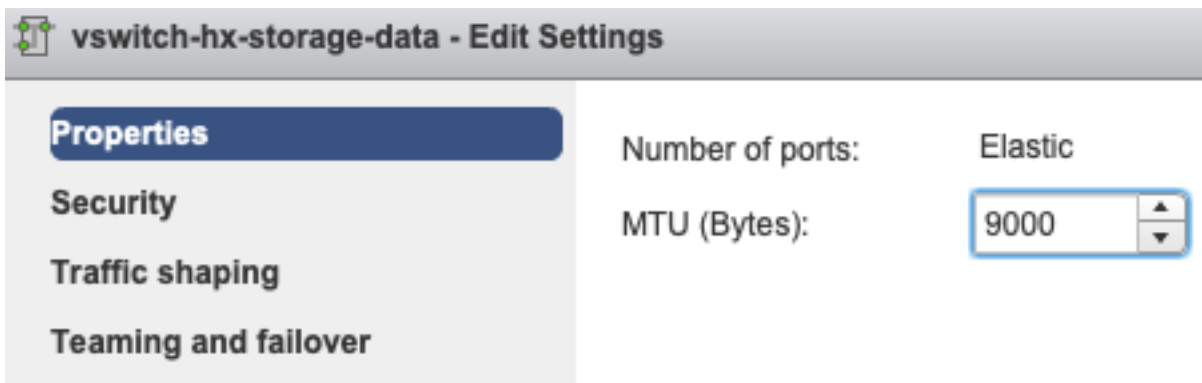 vswitch-hx-storage-data - Edit Settings
Properties
Security
Traffic shaping
Teaming and failover
Number of ports: Elastic
MTU (Bytes): 9000